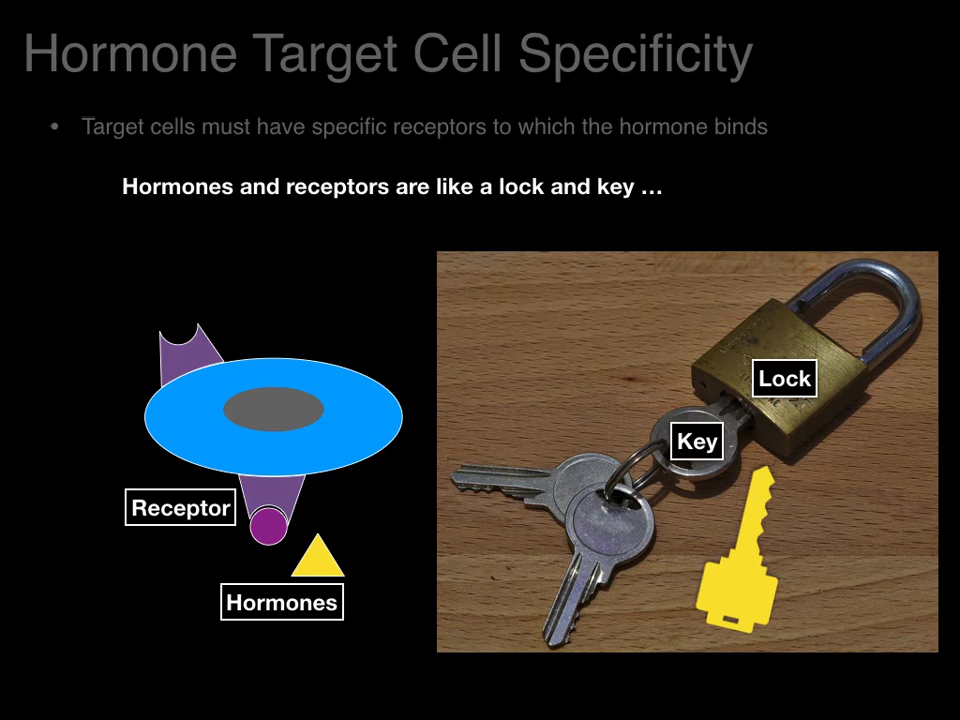 Hormone Target Cell Specificity
• Target cells must have specific receptors to which the hormone binds
Hormones and receptors are like a lock and key …
Lock
Key
Receptor
Hormones